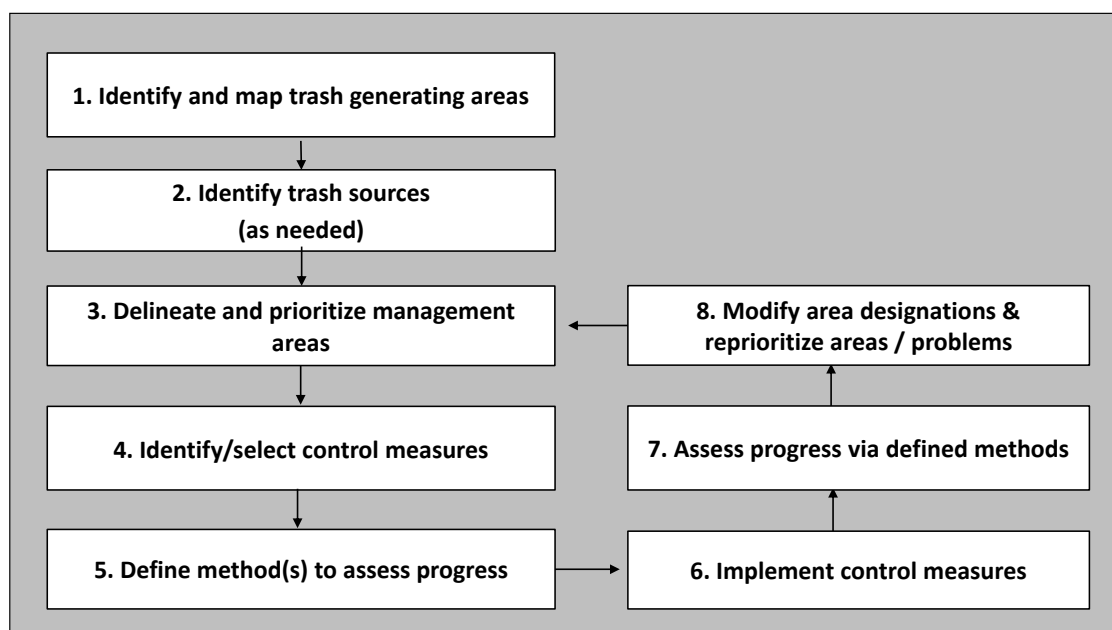 1. Identify and map trash generating areas
2. Identify trash sources
(as needed)
3. Delineate and prioritize management
areas
4. Identify/select control measures
5. Define method(s) to assess progress
6. Implement control measures
7. Assess progress via defined methods
8. Modify area designations &
reprioritize areas / problems